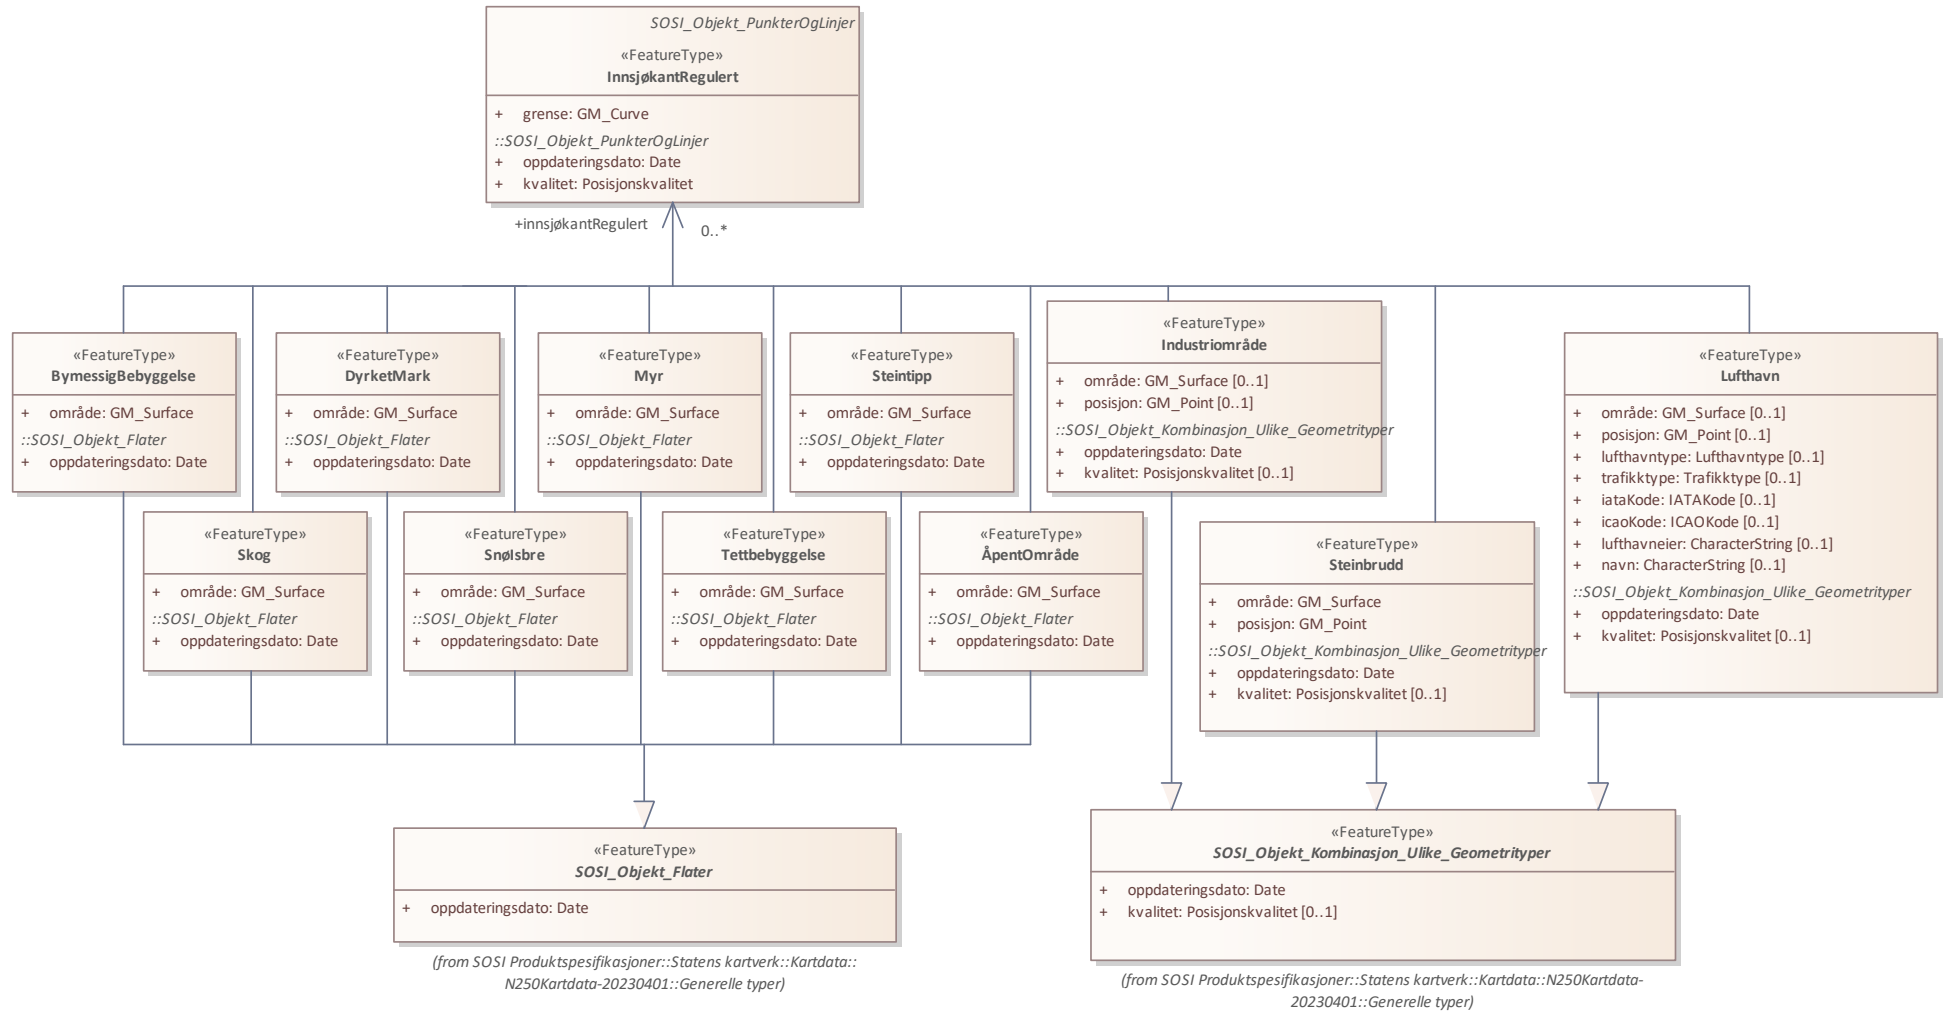 SOSI_Objekt_PunkterOgLinjer
«FeatureType»
InnsjøkantRegulert
+ grense: GM_Curve
::SOSI_Objekt_PunkterOgLinjer
+ oppdateringsdato: Date
+ kvalitet: Posisjonskvalitet
+innsjøkantRegulert
0..*
«FeatureType»
BymessigBebyggelse
+ område: GM_Surface
::SOSI_Objekt_Flater
+ oppdateringsdato: Date
«FeatureType»
DyrketMark
+ område: GM_Surface
::SOSI_Objekt_Flater
+ oppdateringsdato: Date
«FeatureType»
Myr
+ område: GM_Surface
::SOSI_Objekt_Flater
+ oppdateringsdato: Date
«FeatureType»
Steintipp
+ område: GM_Surface
::SOSI_Objekt_Flater
+ oppdateringsdato: Date
«FeatureType»
Industriområde
+ område: GM_Surface [0..1]
+ posisjon: GM_Point [0..1]
::SOSI_Objekt_Kombinasjon_Ulike_Geometrityper
+ oppdateringsdato: Date
+ kvalitet: Posisjonskvalitet [0..1]
«FeatureType»
Lufthavn
+ område: GM_Surface [0..1]
+ posisjon: GM_Point [0..1]
+ lufthavntype: Lufthavntype [0..1]
+ trafikktype: Trafikktype [0..1]
+ iataKode: IATAKode [0..1]
+ icaoKode: ICAOKode [0..1]
+ lufthavneier: CharacterString [0..1]
+ navn: CharacterString [0..1]
::SOSI_Objekt_Kombinasjon_Ulike_Geometrityper
+ oppdateringsdato: Date
+ kvalitet: Posisjonskvalitet [0..1]
«FeatureType»
Skog
+ område: GM_Surface
::SOSI_Objekt_Flater
+ oppdateringsdato: Date
«FeatureType»
SnøIsbre
+ område: GM_Surface
::SOSI_Objekt_Flater
+ oppdateringsdato: Date
«FeatureType»
Tettbebyggelse
+ område: GM_Surface
::SOSI_Objekt_Flater
+ oppdateringsdato: Date
«FeatureType»
ÅpentOmråde
+ område: GM_Surface
::SOSI_Objekt_Flater
+ oppdateringsdato: Date
«FeatureType»
Steinbrudd
+ område: GM_Surface
+ posisjon: GM_Point
::SOSI_Objekt_Kombinasjon_Ulike_Geometrityper
+ oppdateringsdato: Date
+ kvalitet: Posisjonskvalitet [0..1]
«FeatureType»
SOSI_Objekt_Flater
+ oppdateringsdato: Date
(from SOSI Produktspesifikasjoner::Statens kartverk::Kartdata::
N250Kartdata-20230401::Generelle typer)
«FeatureType»
SOSI_Objekt_Kombinasjon_Ulike_Geometrityper
+ oppdateringsdato: Date
+ kvalitet: Posisjonskvalitet [0..1]
(from SOSI Produktspesifikasjoner::Statens kartverk::Kartdata::N250Kartdata-
20230401::Generelle typer)